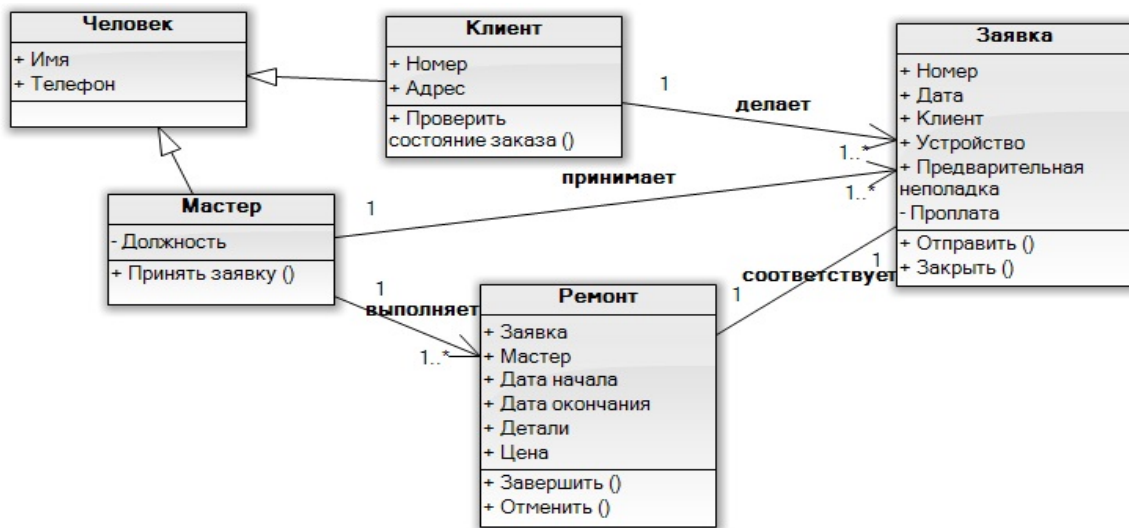 Человек
+ Имя
+ Телефон
Клиент
+ Номер
+ Адрес
+ Проверить
состояние заказа ()
Заявка
+ Номер
+ Дата
+ Клиент
+ Устройство
+ Предварительная
неполадка
- Проплата
+ Отправить ()
+ Закрыть ()
1
делает
1..*
Мастер
- Должность
+ Принять заявку ()
1
принимает
1..*
1
выполняет
1..*
Ремонт
+ Заявка
+ Мастер
+ Дата начала
+ Дата окончания
+ Детали
+ Цена
+ Завершить ()
+ Отменить ()
1
соответствует
1